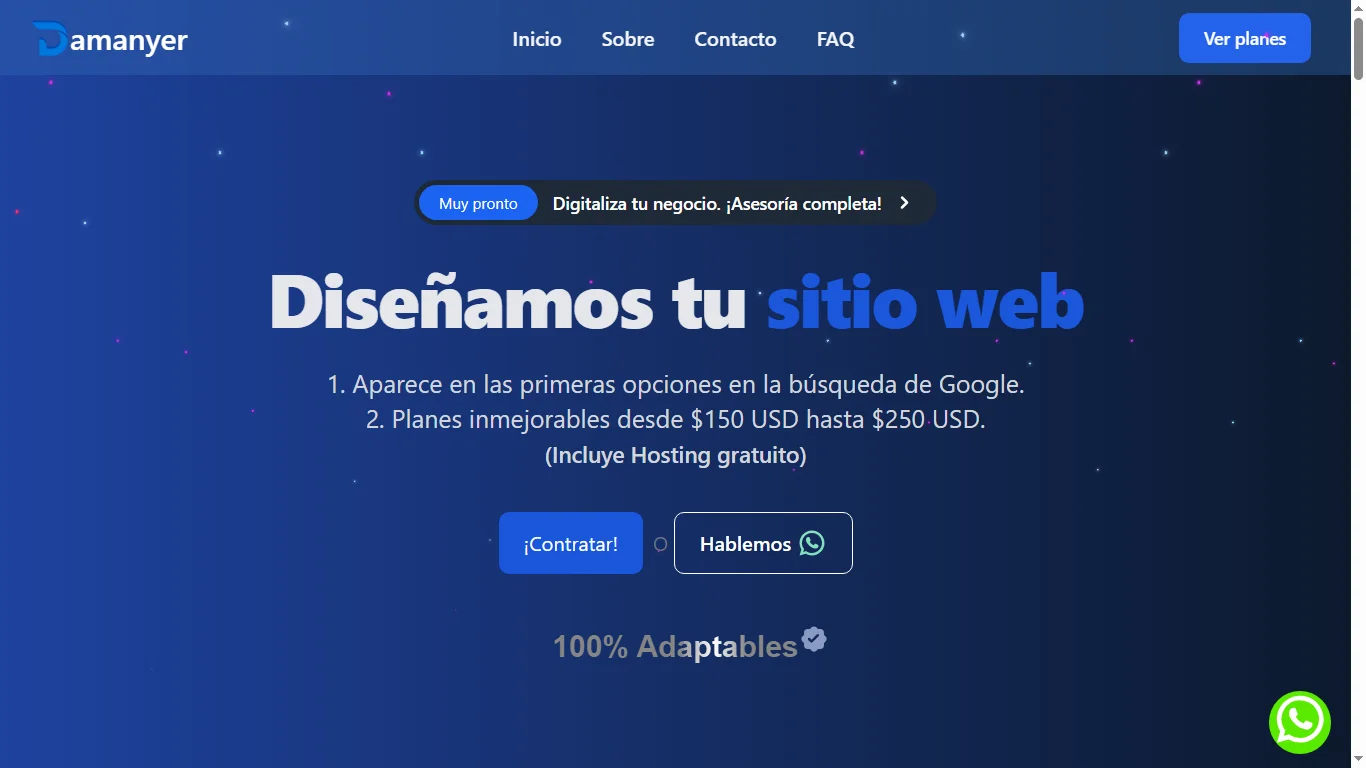 Damanyer
Inicio
Sobre
Contacto
FAQ
Ver planes
Muy pronto
Digitaliza tu negocio. ¡Asesoría completa!
Diseñamos tu sitio web
1. Aparece en las primeras opciones en la búsqueda de Google.
2. Planes inmejorables desde $150 USD hasta $250 USD.
(Incluye Hosting gratuito)
¡Contratar!
O
Hablemos
100% Adaptables